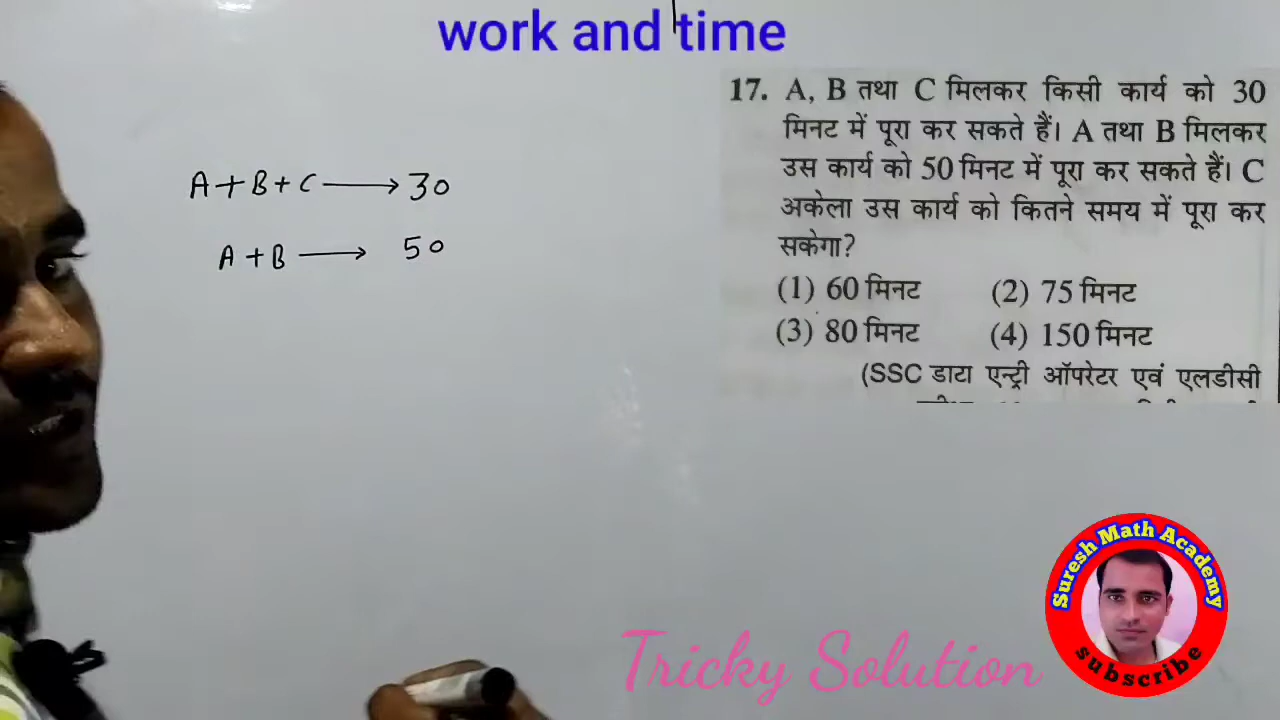 work and time
17. A, B तथा C मिलकर किसी कार्य को 30
मिनट में पूरा कर सकते हैं। A तथा B मिलकर
उस कार्य को 50 मिनट में पूरा कर सकते हैं। C
अकेला उस कार्य को कितने समय में पूरा कर
सकेगा?
(1) 60 मिनट (2) 75 मिनट
(3) 80 मिनट (4) 150 मिनट
(SSC डाटा एन्ट्री ऑपरेटर एवं एलडीसी
A+B+C → 30
A+B → 50
Suresh Math Academy
subscribe
Tricky Solution